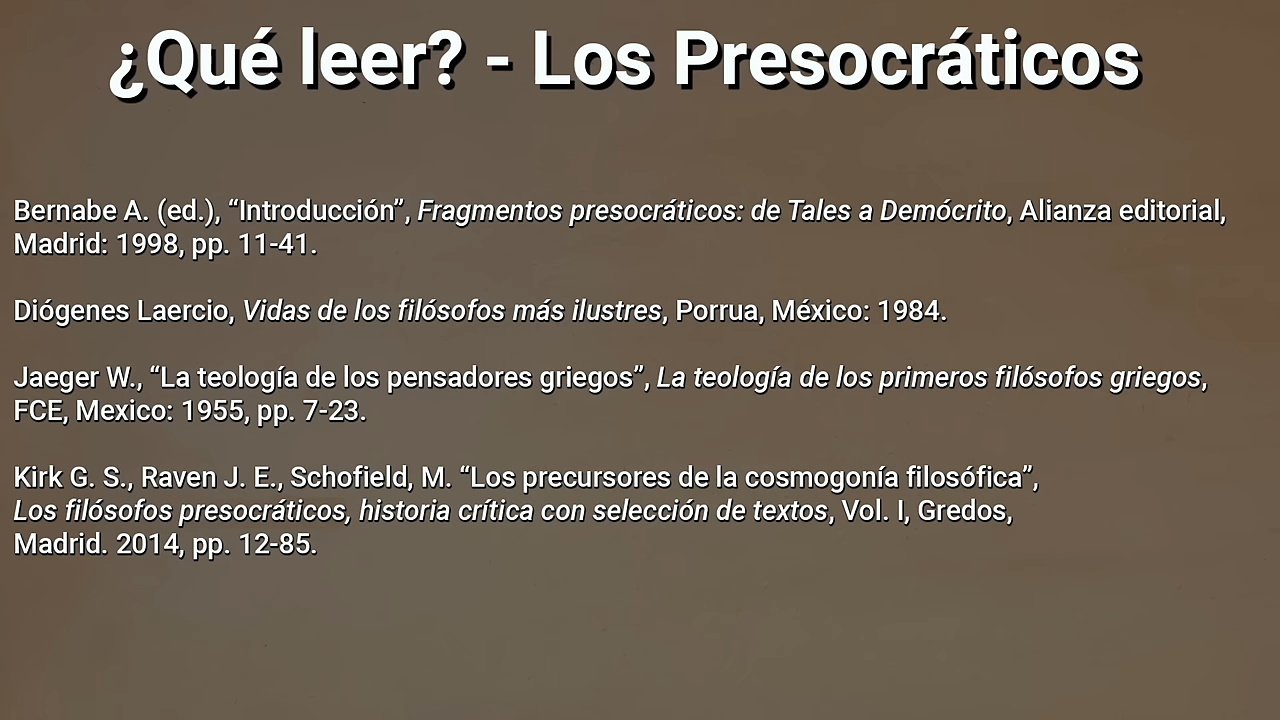 ¿Qué leer? - Los Presocráticos
Bernabe A. (ed.), “Introducción”, Fragmentos presocráticos: de Tales a Demócrito, Alianza editorial,
Madrid: 1998, pp. 11-41.
Diógenes Laercio, Vidas de los filósofos más ilustres, Porrua, México: 1984.
Jaeger W., “La teología de los pensadores griegos”, La teología de los primeros filósofos griegos,
FCE, Mexico: 1955, pp. 7-23.
Kirk G. S., Raven J. E., Schofield, M. “Los precursores de la cosmogonía filosófica”,
Los filósofos presocráticos, historia crítica con selección de textos, Vol. I, Gredos,
Madrid. 2014, pp. 12-85.